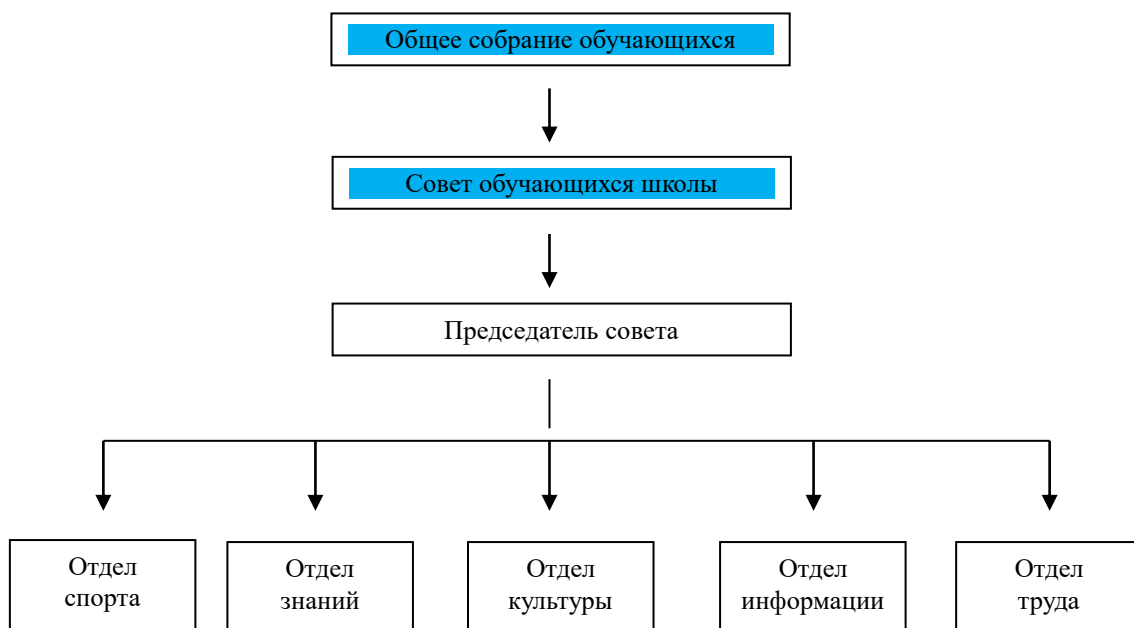 Общее собрание обучающихся
Совет обучающихся школы
Председатель совета
Отдел
спорта
Отдел
знаний
Отдел
культуры
Отдел
информации
Отдел
труда